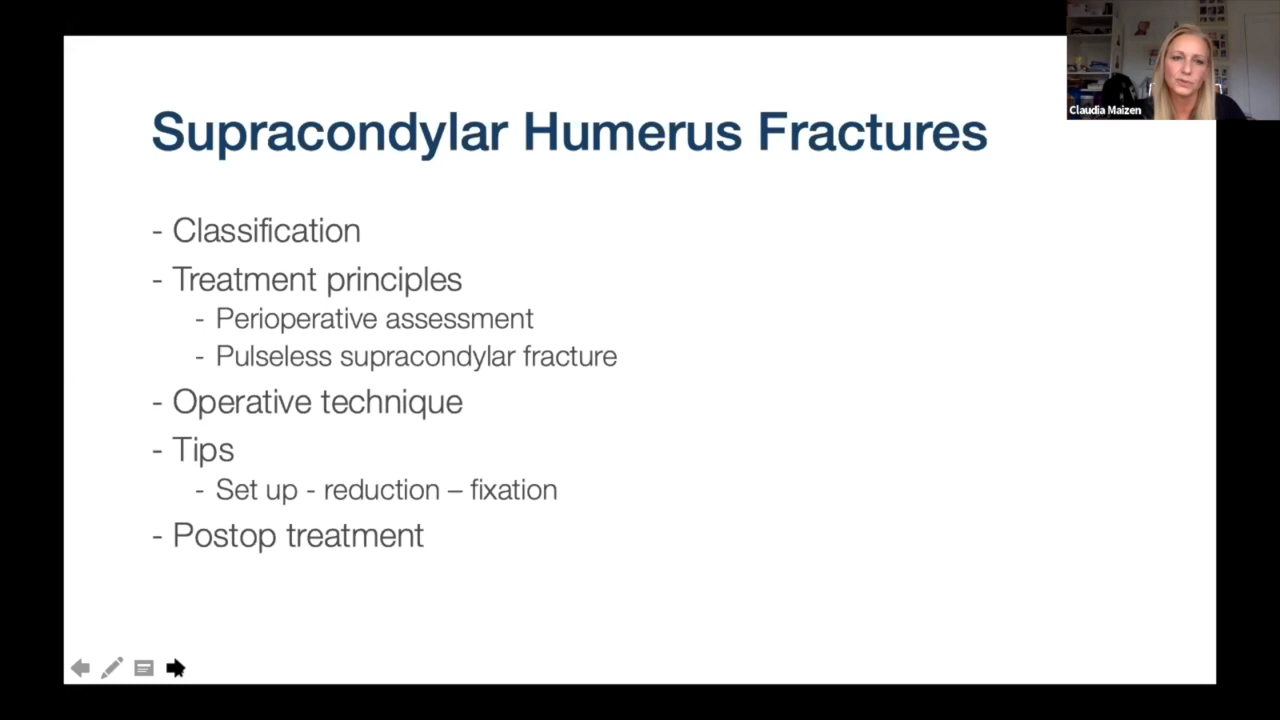 Claudia Maizen
Supracondylar Humerus Fractures
- Classification
- Treatment principles
- Perioperative assessment
- Pulseless supracondylar fracture
- Operative technique
- Tips
- Set up - reduction – fixation
- Postop treatment